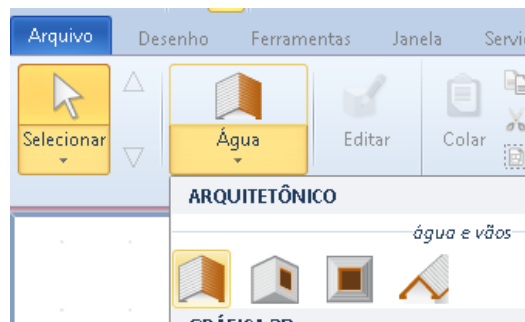 Arquivo Desenho Ferramentas Janela
Selecionar Água Editar Colar
ARQUITETÔNICO
água e vãos